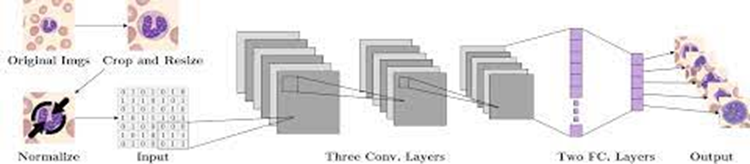 Original Imgs
Crop and Resize
Normalize
Input
Three Conv. Layers
Two FC. Layers
Output